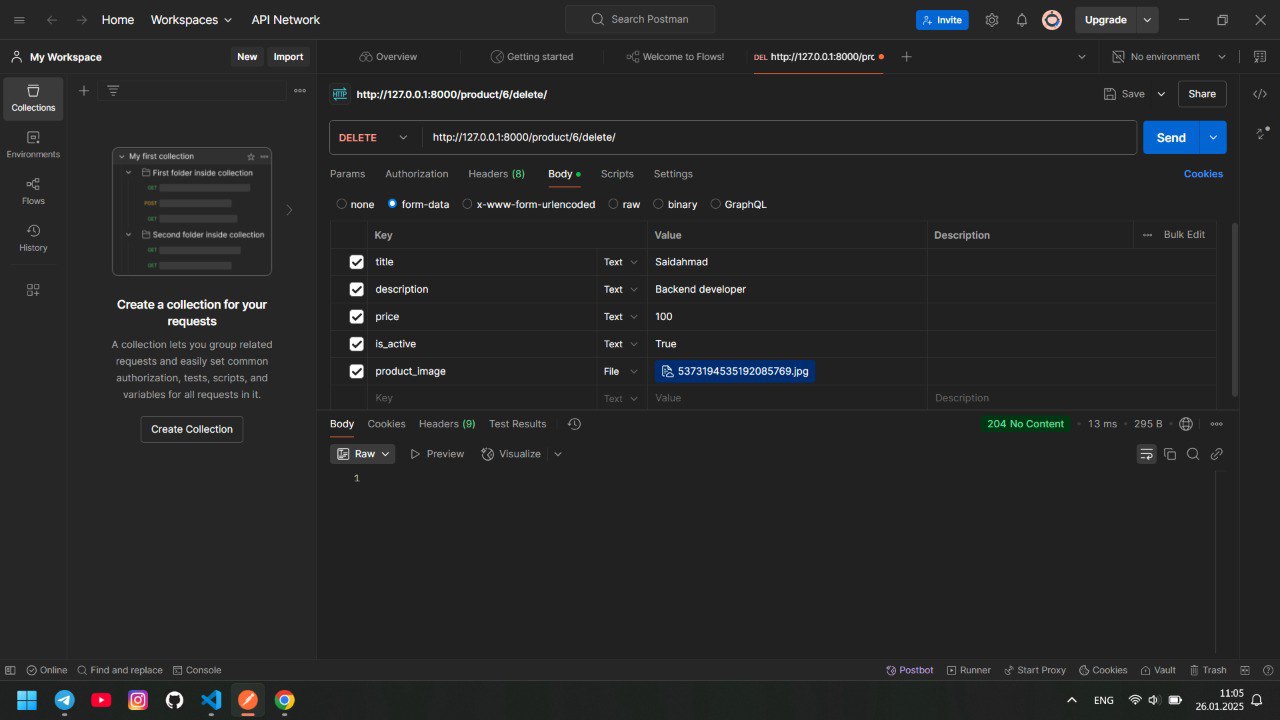 Home Workspaces API Network Search Postman Invite Upgrade
My Workspace New Import Overview Getting started Welcome to Flows! DEL http://127.0.0.1:8000/prc No environment
Collections
Environments
Flows
History
My first collection
First folder inside collection
GET
POST
GET
Second folder inside collection
GET
GET
Create a collection for your
requests
A collection lets you group related
requests and easily set common
authorization, tests, scripts, and
variables for all requests in it.
Create Collection
HTTP http://127.0.0.1:8000/product/6/delete/ Save Share
DELETE http://127.0.0.1:8000/product/6/delete/ Send
Params Authorization Headers (8) Body Scripts Settings Cookies
none form-data x-www-form-urlencoded raw binary GraphQL
Key Value Description Bulk Edit
title Text Saidahmad
description Text Backend developer
price Text 100
is_active Text True
product_image File 5373194535192085769.jpg
Key Text Value Description
Body Cookies Headers (9) Test Results 204 No Content 13 ms 295 B
Raw Preview Visualize
1
Online Find and replace Console Postbot Runner Start Proxy Cookies Vault Trash
ENG 11:05
26.01.2025